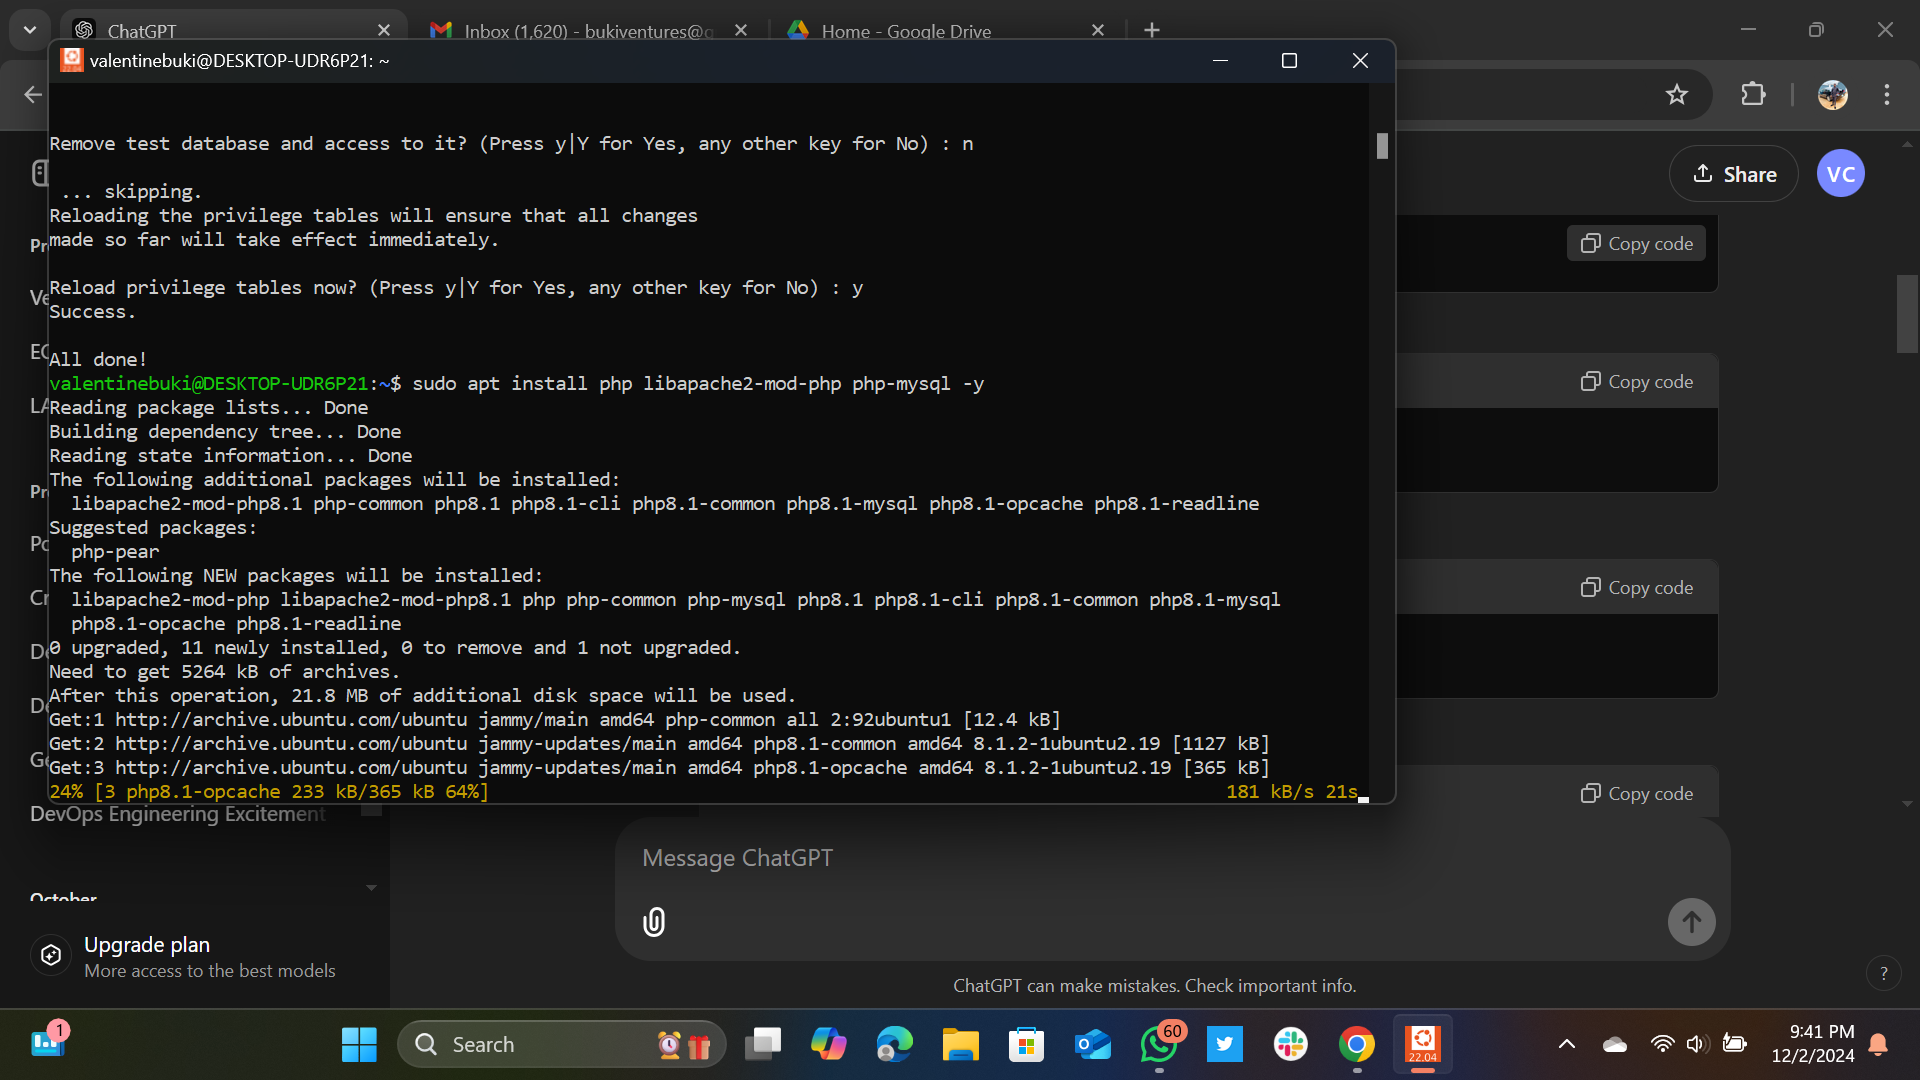 ChatGPT
Inbox (1,620) - bukiventures@g
Home - Google Drive
valentinebuki@DESKTOP-UDR6P21: ~
Remove test database and access to it? (Press y|Y for Yes, any other key for No) : n
... skipping.
Reloading the privilege tables will ensure that all changes
made so far will take effect immediately.
Reload privilege tables now? (Press y|Y for Yes, any other key for No) : y
Success.
All done!
valentinebuki@DESKTOP-UDR6P21:~$ sudo apt install php libapache2-mod-php php-mysql -y
Reading package lists... Done
Building dependency tree... Done
Reading state information... Done
The following additional packages will be installed:
libapache2-mod-php8.1 php-common php8.1 php8.1-cli php8.1-common php8.1-mysql php8.1-opcache php8.1-readline
Suggested packages:
php-pear
The following NEW packages will be installed:
libapache2-mod-php libapache2-mod-php8.1 php php-common php-mysql php8.1 php8.1-cli php8.1-common php8.1-mysql
php8.1-opcache php8.1-readline
0 upgraded, 11 newly installed, 0 to remove and 1 not upgraded.
Need to get 5264 kB of archives.
After this operation, 21.8 MB of additional disk space will be used.
Get:1 http://archive.ubuntu.com/ubuntu jammy/main amd64 php-common all 2:92ubuntu1 [12.4 kB]
Get:2 http://archive.ubuntu.com/ubuntu jammy-updates/main amd64 php8.1-common amd64 8.1.2-1ubuntu2.19 [1127 kB]
Get:3 http://archive.ubuntu.com/ubuntu jammy-updates/main amd64 php8.1-opcache amd64 8.1.2-1ubuntu2.19 [365 kB]
24% [3 php8.1-opcache 233 kB/365 kB 64%] 181 kB/s 21s
Share
VC
Copy code
Copy code
Copy code
Copy code
DevOps Engineering Excitement
October
Upgrade plan
More access to the best models
Message ChatGPT
ChatGPT can make mistakes. Check important info.
?
1
Search
60
22.04
9:41 PM
12/2/2024